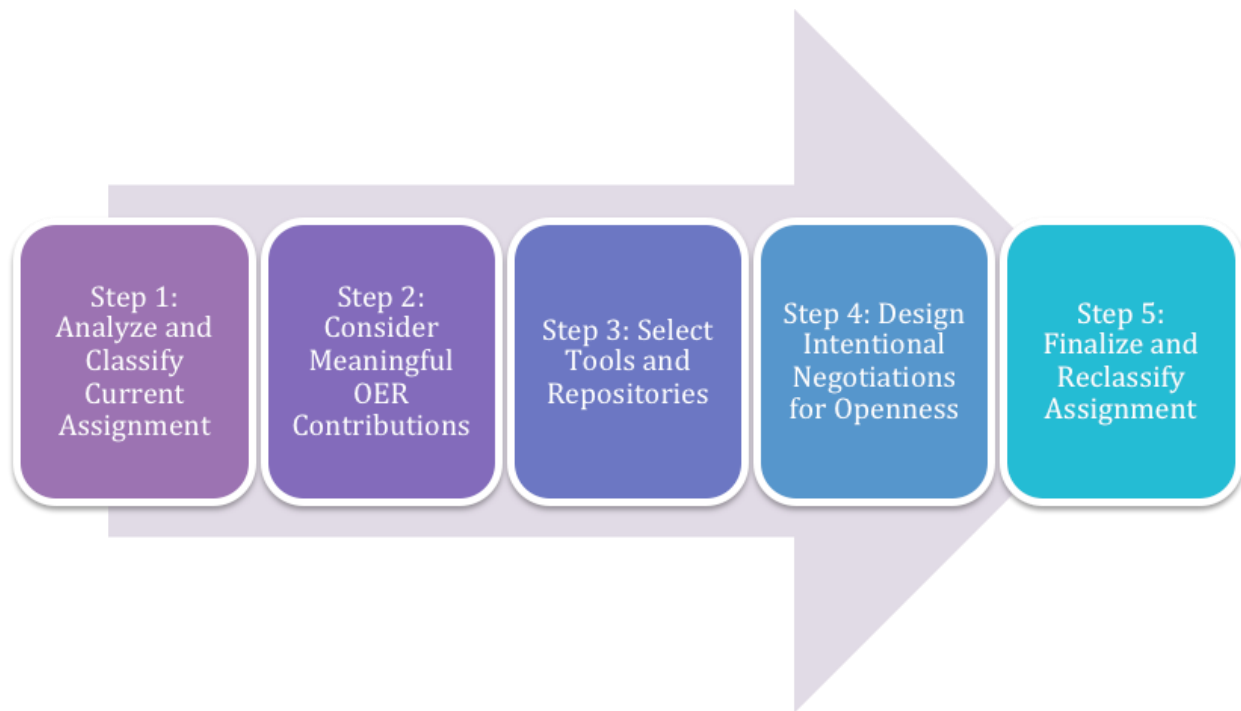 Step 1:
Analyze and
Classify
Current
Assignment
Step 2:
Consider
Meaningful
OER
Contributions
Step 3: Select
Tools and
Repositories
Step 4: Design
Intentional
Negotiations
for Openness
Step 5:
Finalize and
Reclassify
Assignment